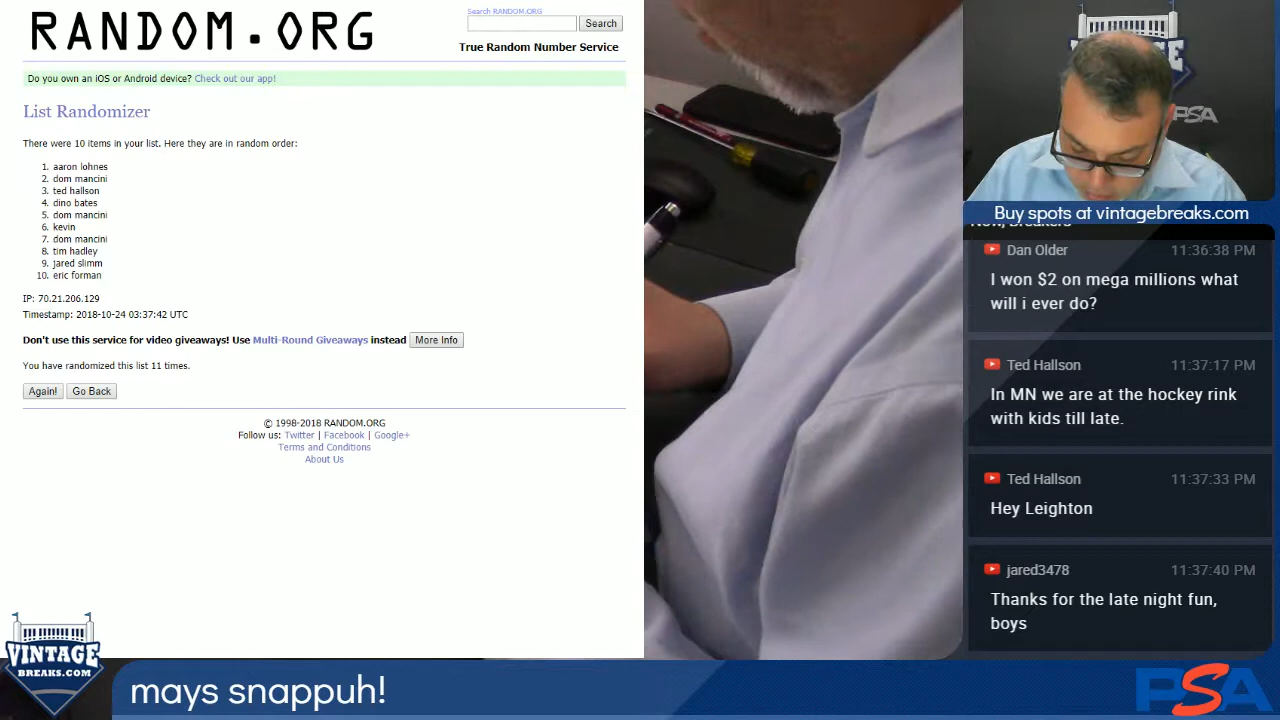 RANDOM.ORG
Search RANDOM.ORG
Search
True Random Number Service
Do you own an iOS or Android device? Check out our app!
List Randomizer
There were 10 items in your list. Here they are in random order:
1. aaron lohnes
2. dom mancini
3. ted hallson
4. dino bates
5. dom mancini
6. kevin
7. dom mancini
8. tim hadley
9. jared slimm
10. eric forman
IP: 70.21.206.129
Timestamp: 2018-10-24 03:37:42 UTC
Don't use this service for video giveaways! Use Multi-Round Giveaways instead More Info
You have randomized this list 11 times.
Again! Go Back
© 1998-2018 RANDOM.ORG
Follow us: Twitter | Facebook | Google+
Terms and Conditions
About Us
PSA
Buy spots at vintagebreaks.com
Dan Older 11:36:38 PM
I won $2 on mega millions what
will i ever do?
Ted Hallson 11:37:17 PM
In MN we are at the hockey rink
with kids till late.
Ted Hallson 11:37:33 PM
Hey Leighton
jared3478 11:37:40 PM
Thanks for the late night fun,
boys
VINTAGE
BREAKS.COM
mays snappuh!
PSA